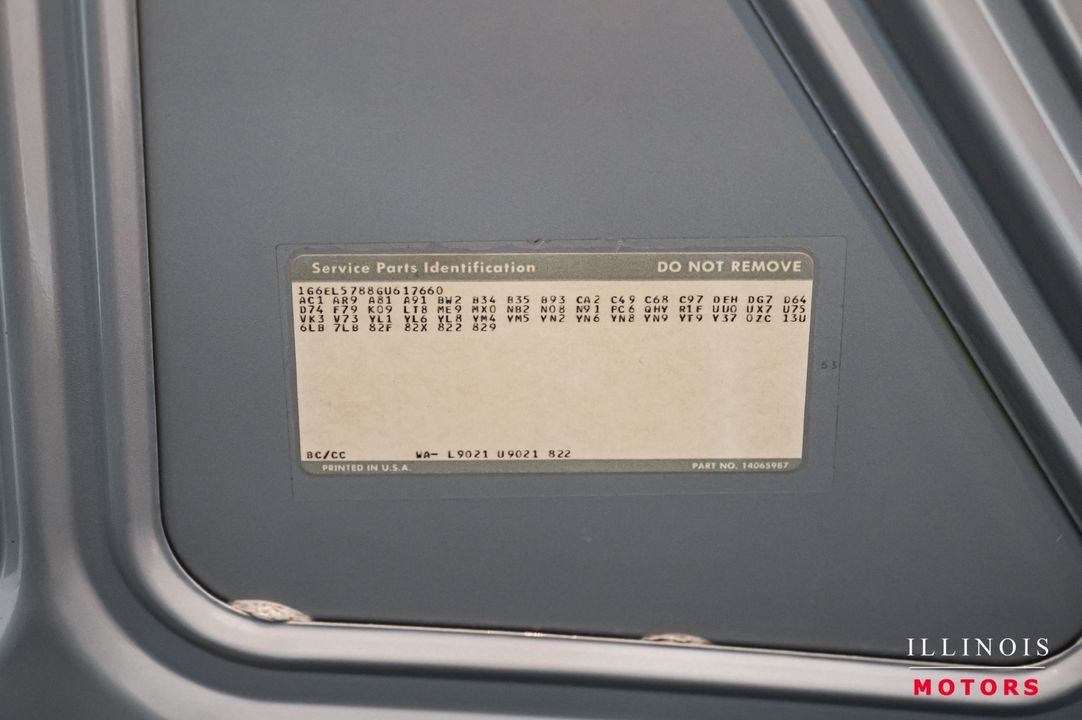 Service Parts Identification DO NOT REMOVE
1G6EL5788GU617660
AC1 AR9 A81 A91 BW2 B34 B35 B93 CA2 C49 C68 C97 DEH DG7 D64
D74 F79 K09 LT8 ME9 MX0 NB2 N08 N91 PC6 QHY R1F UU0 UX7 U75
VK3 V73 YL1 YL6 YL8 YM4 YM5 YN2 YN6 YN8 YN9 YT9 Y37 0ZC 13U
6LB 7LB 82F 82X 822 829
53
BC/CC WA- L9021 U9021 822
PRINTED IN U.S.A. PART NO. 14065987
ILLINOIS
MOTORS